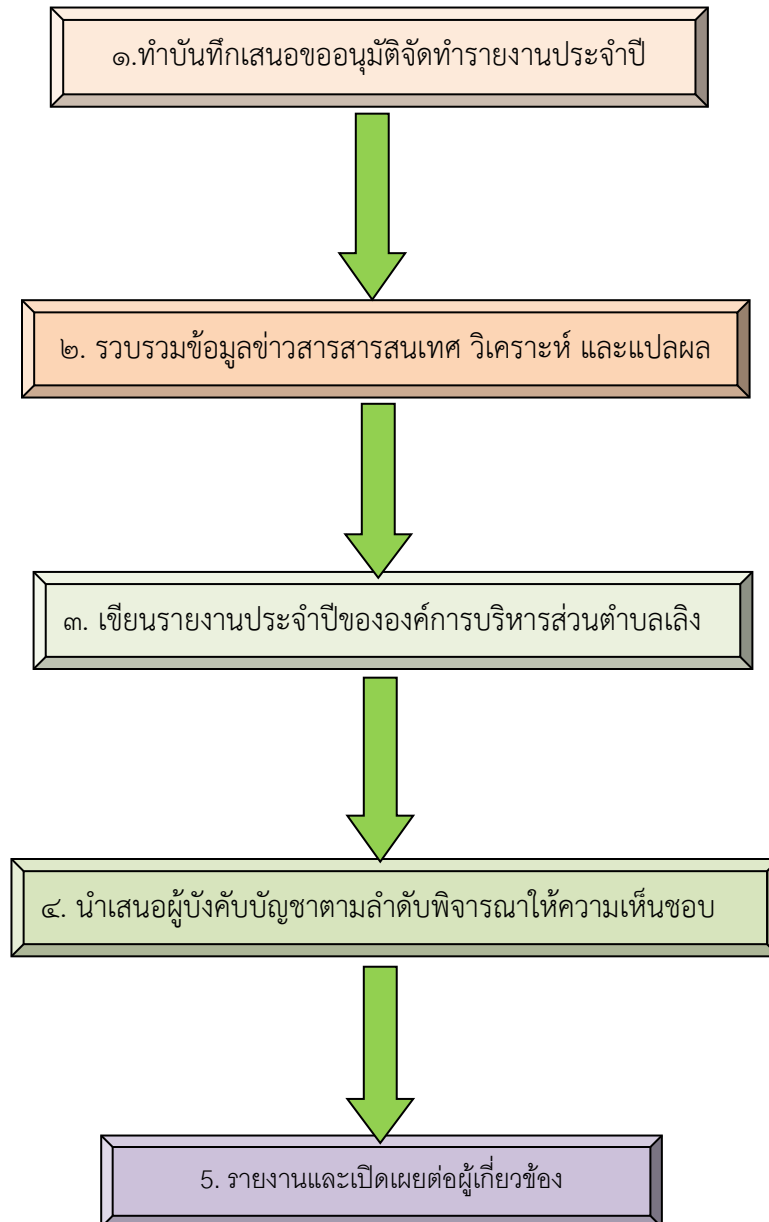 ๑.ทำบันทึกเสนอขออนุมัติจัดทำรายงานประจำปี
๒. รวบรวมข้อมูลข่าวสารสารสนเทศ วิเคราะห์ และแปลผล
๓. เขียนรายงานประจำปีขององค์การบริหารส่วนตำบลเลิง
๔. นำเสนอผู้บังคับบัญชาตามลำดับพิจารณาให้ความเห็นชอบ
5. รายงานและเปิดเผยต่อผู้เกี่ยวข้อง